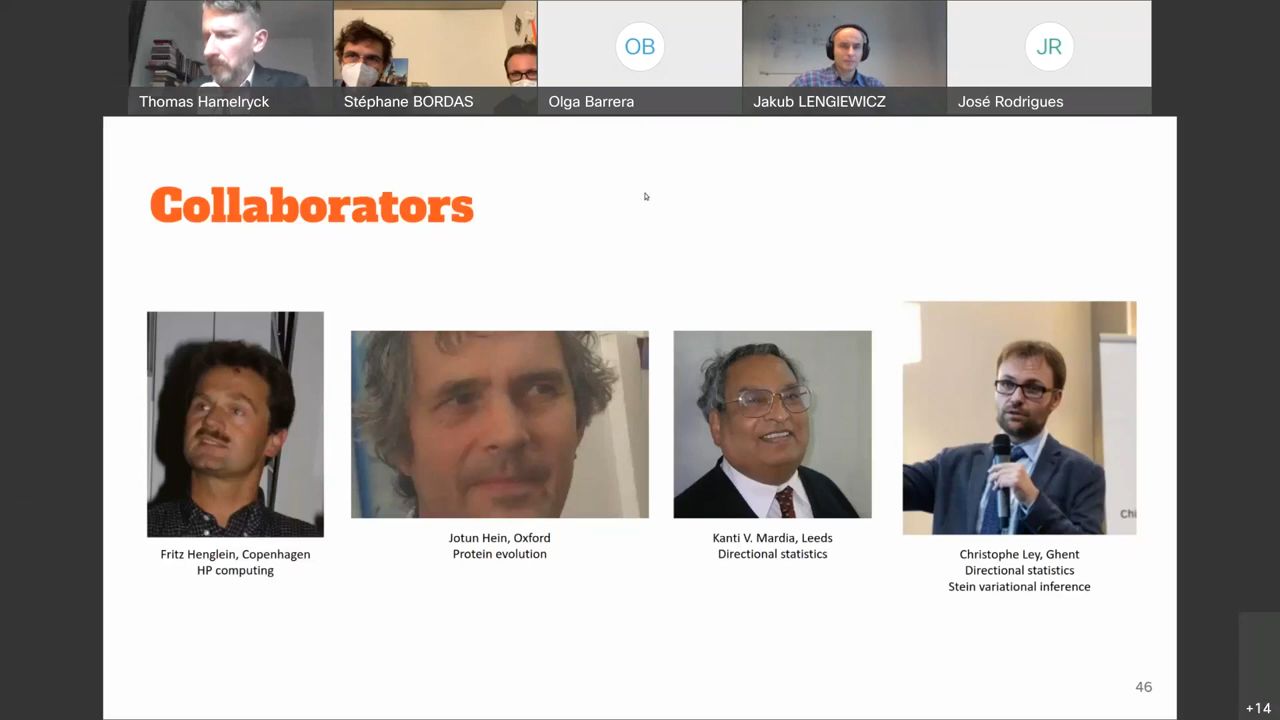 Thomas Hamelryck
Stéphane BORDAS
OB
Olga Barrera
Jakub LENGIEWICZ
JR
José Rodrigues
Collaborators
Fritz Henglein, Copenhagen
HP computing
Jotun Hein, Oxford
Protein evolution
Kanti V. Mardia, Leeds
Directional statistics
Chi
Christophe Ley, Ghent
Directional statistics
Stein variational inference
46
+14